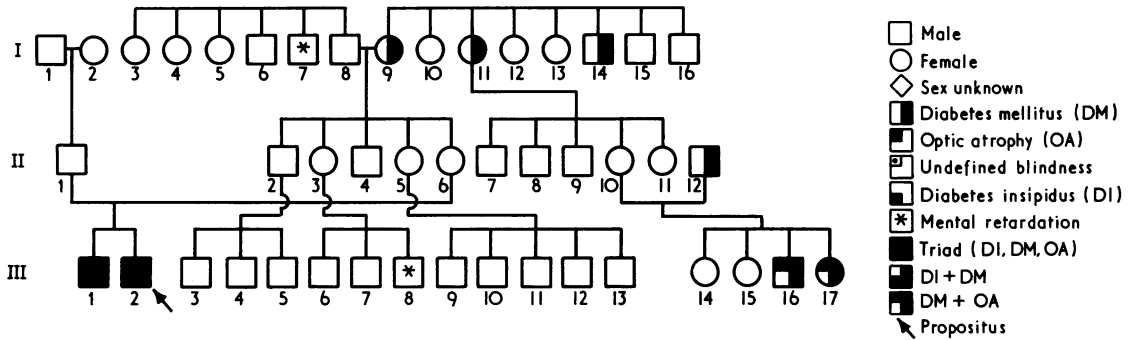 I
1 2 3 4 5 6 * 7 8 9 10 11 12 13 14 15 16
II
1 2 3 4 5 6 7 8 9 10 11 12
III
1 2 3 4 5 6 7 * 8 9 10 11 12 13 14 15 16 17
Male
Female
Sex unknown
Diabetes mellitus (DM)
Optic atrophy (OA)
Undefined blindness
Diabetes insipidus (DI)
* Mental retardation
Triad (DI, DM, OA)
DI + DM
DM + OA
Propositus